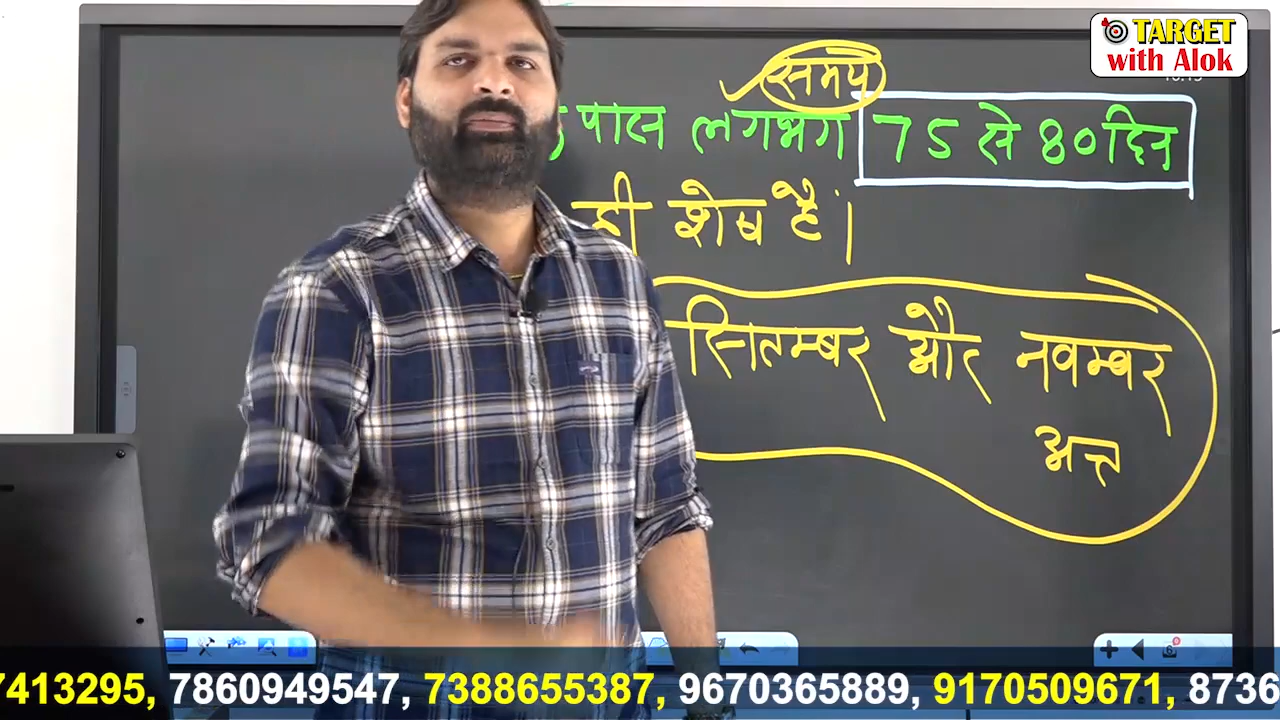 TARGET
with Alok
समय
पास लगभग 75 से 80 दिन
ही शेष है।
सितम्बर और नवम्बर
अन्त
7413295, 7860949547, 7388655387, 9670365889, 9170509671, 8736